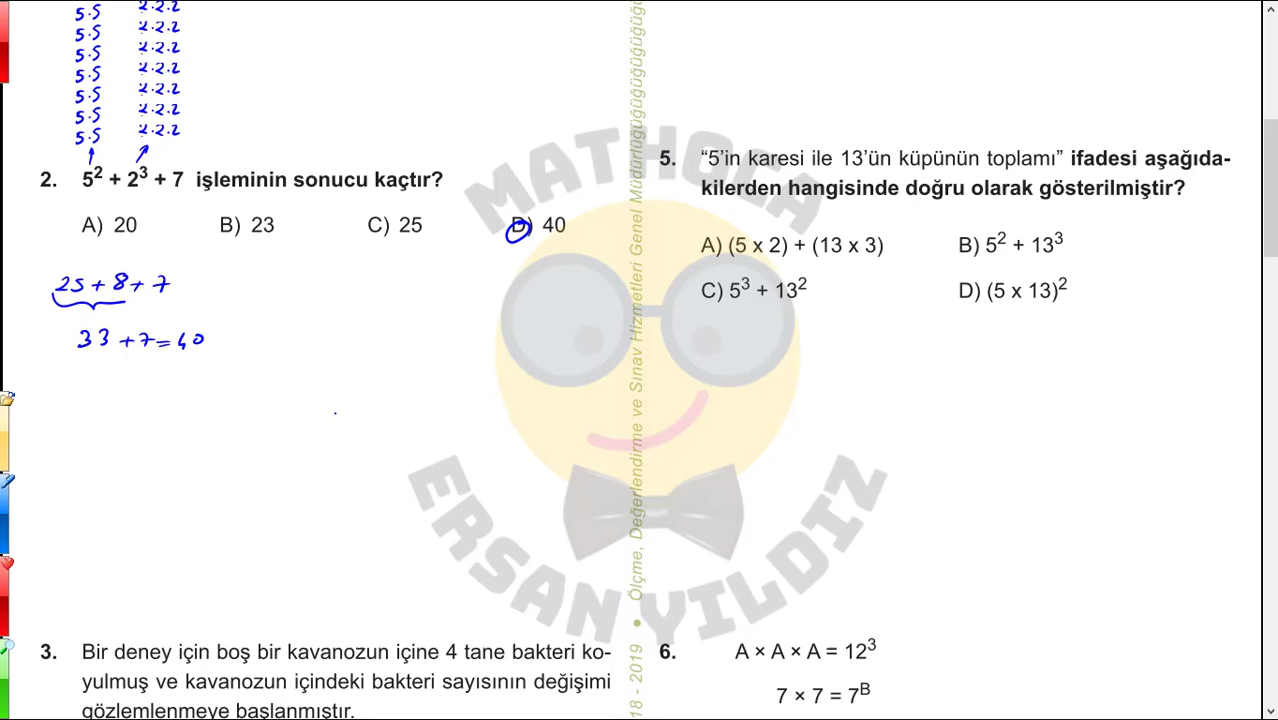 5.5 2.2.2
5.5 2.2.2
5.5 2.2.2
5.5 2.2.2
5.5 2.2.2
5.5 2.2.2
5.5 2.2.2
2. 5² + 2³ + 7 işleminin sonucu kaçtır?
A) 20 B) 23 C) 25 D) 40
25 + 8 + 7
33 + 7 = 40
3. Bir deney için boş bir kavanozun içine 4 tane bakteri ko-
yulmuş ve kavanozun içindeki bakteri sayısının değişimi
gözlemlenmeye başlanmıştır.
18 - 2019 • Ölçme, Değerlendirme ve Sınav Hizmetleri Genel Müdürlüğüğüğüğüğüğüğü
MATHOCA
ERSAN YILDIZ
5. “5’in karesi ile 13’ün küpünün toplamı” ifadesi aşağıda-
kilerden hangisinde doğru olarak gösterilmiştir?
A) (5 x 2) + (13 x 3) B) 5² + 13³
C) 5³ + 13² D) (5 x 13)²
6. A × A × A = 12³
7 × 7 = 7ᴮ